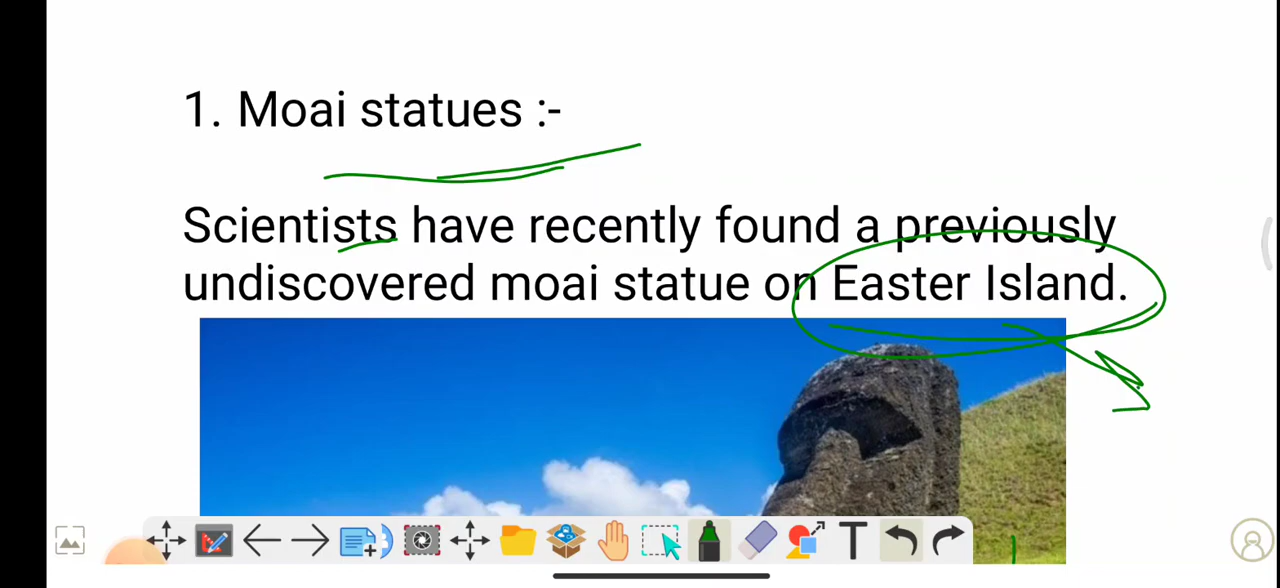 1. Moai statues :-
Scientists have recently found a previously
undiscovered moai statue on Easter Island.
T